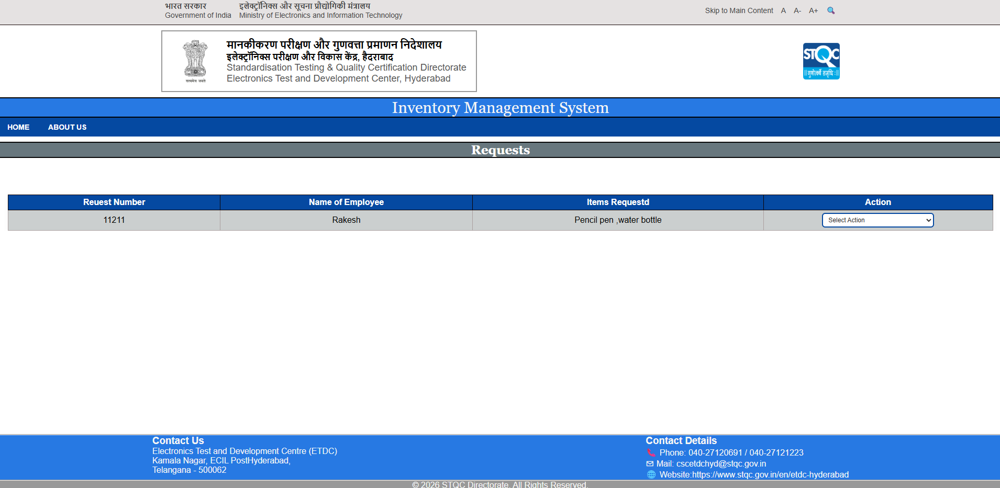 भारत सरकार
Government of India
इलेक्ट्रॉनिक्स और सूचना प्रौद्योगिकी मंत्रालय
Ministry of Electronics and Information Technology
Skip to Main Content A A- A+
सत्यमेव जयते
मानकीकरण परीक्षण और गुणवत्ता प्रमाणन निदेशालय
इलेक्ट्रॉनिक्स परीक्षण और विकास केंद्र, हैदराबाद
Standardisation Testing & Quality Certification Directorate
Electronics Test and Development Center, Hyderabad
STQC
॥गुणोत्कर्षे समृद्धिः॥
Inventory Management System
HOME ABOUT US
Requests
Reuest Number Name of Employee Items Requestd Action
11211 Rakesh Pencil pen ,water bottle Select Action
Contact Us
Electronics Test and Development Centre (ETDC)
Kamala Nagar, ECIL PostHyderabad,
Telangana - 500062
Contact Details
Phone: 040-27120691 / 040-27121223
Mail: cscetdchyd@stqc.gov.in
Website:https://www.stqc.gov.in/en/etdc-hyderabad
© 2026 STQC Directorate. All Rights Reserved.